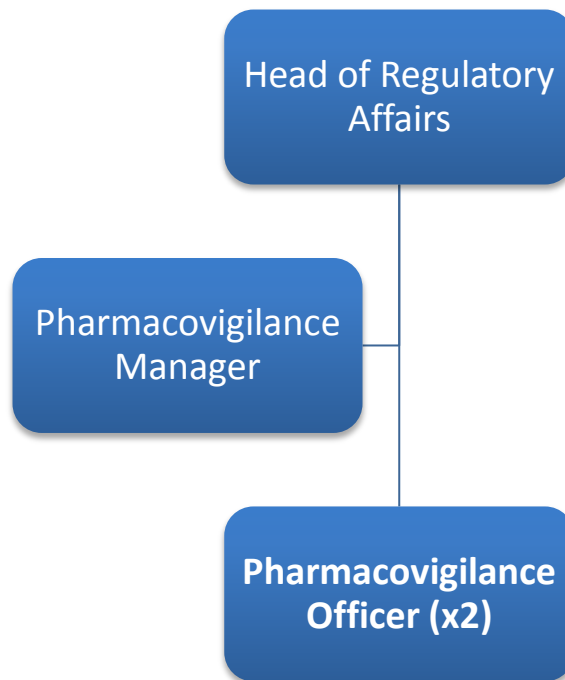 Head of Regulatory
Affairs
Pharmacovigilance
Manager
Pharmacovigilance
Officer (x2)